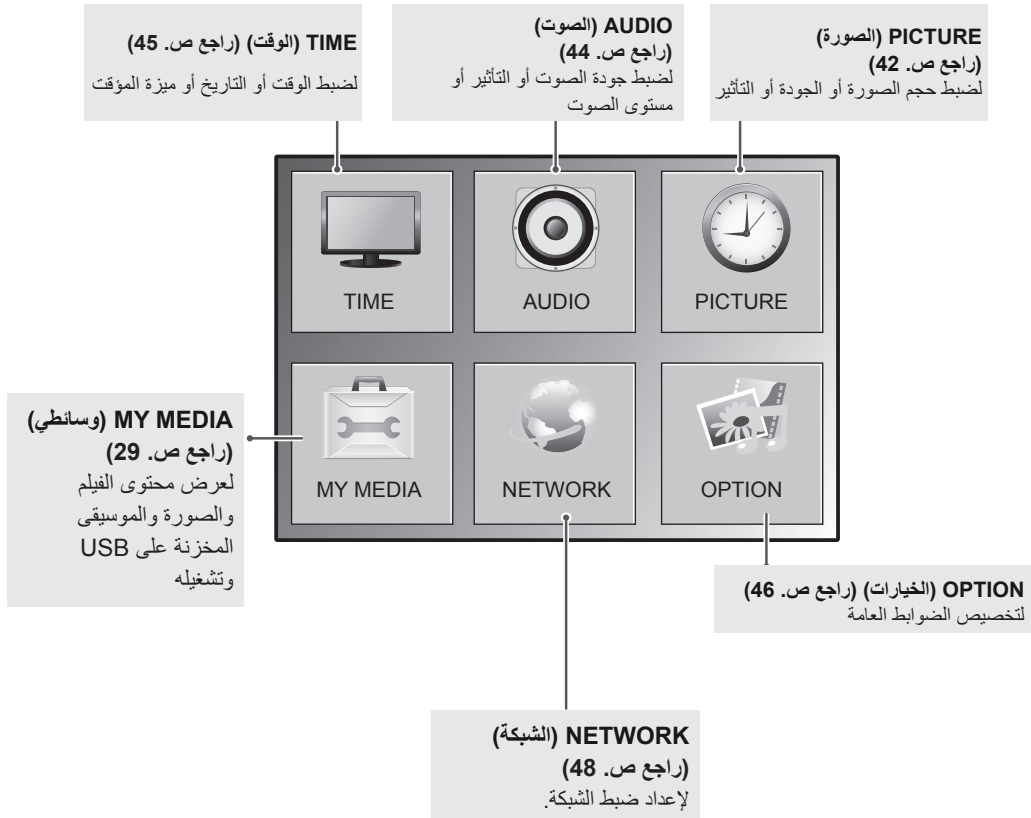 PICTURE (الصورة)
(راجع ص. 42)
لضبط حجم الصورة أو الجودة أو التأثير
AUDIO (الصوت)
(راجع ص. 44)
لضبط جودة الصوت أو التأثير أو
مستوى الصوت
TIME (الوقت) (راجع ص. 45)
لضبط الوقت أو التاريخ أو ميزة المؤقت
TIME
AUDIO
PICTURE
MY MEDIA
NETWORK
OPTION
MY MEDIA (وسائطي)
(راجع ص. 29)
لعرض محتوى الفيلم
والصورة والموسيقى
المخزنة على USB
وتشغيله
OPTION (الخيارات) (راجع ص. 46)
لتخصيص الضوابط العامة
NETWORK (الشبكة)
(راجع ص. 48)
لإعداد ضبط الشبكة.